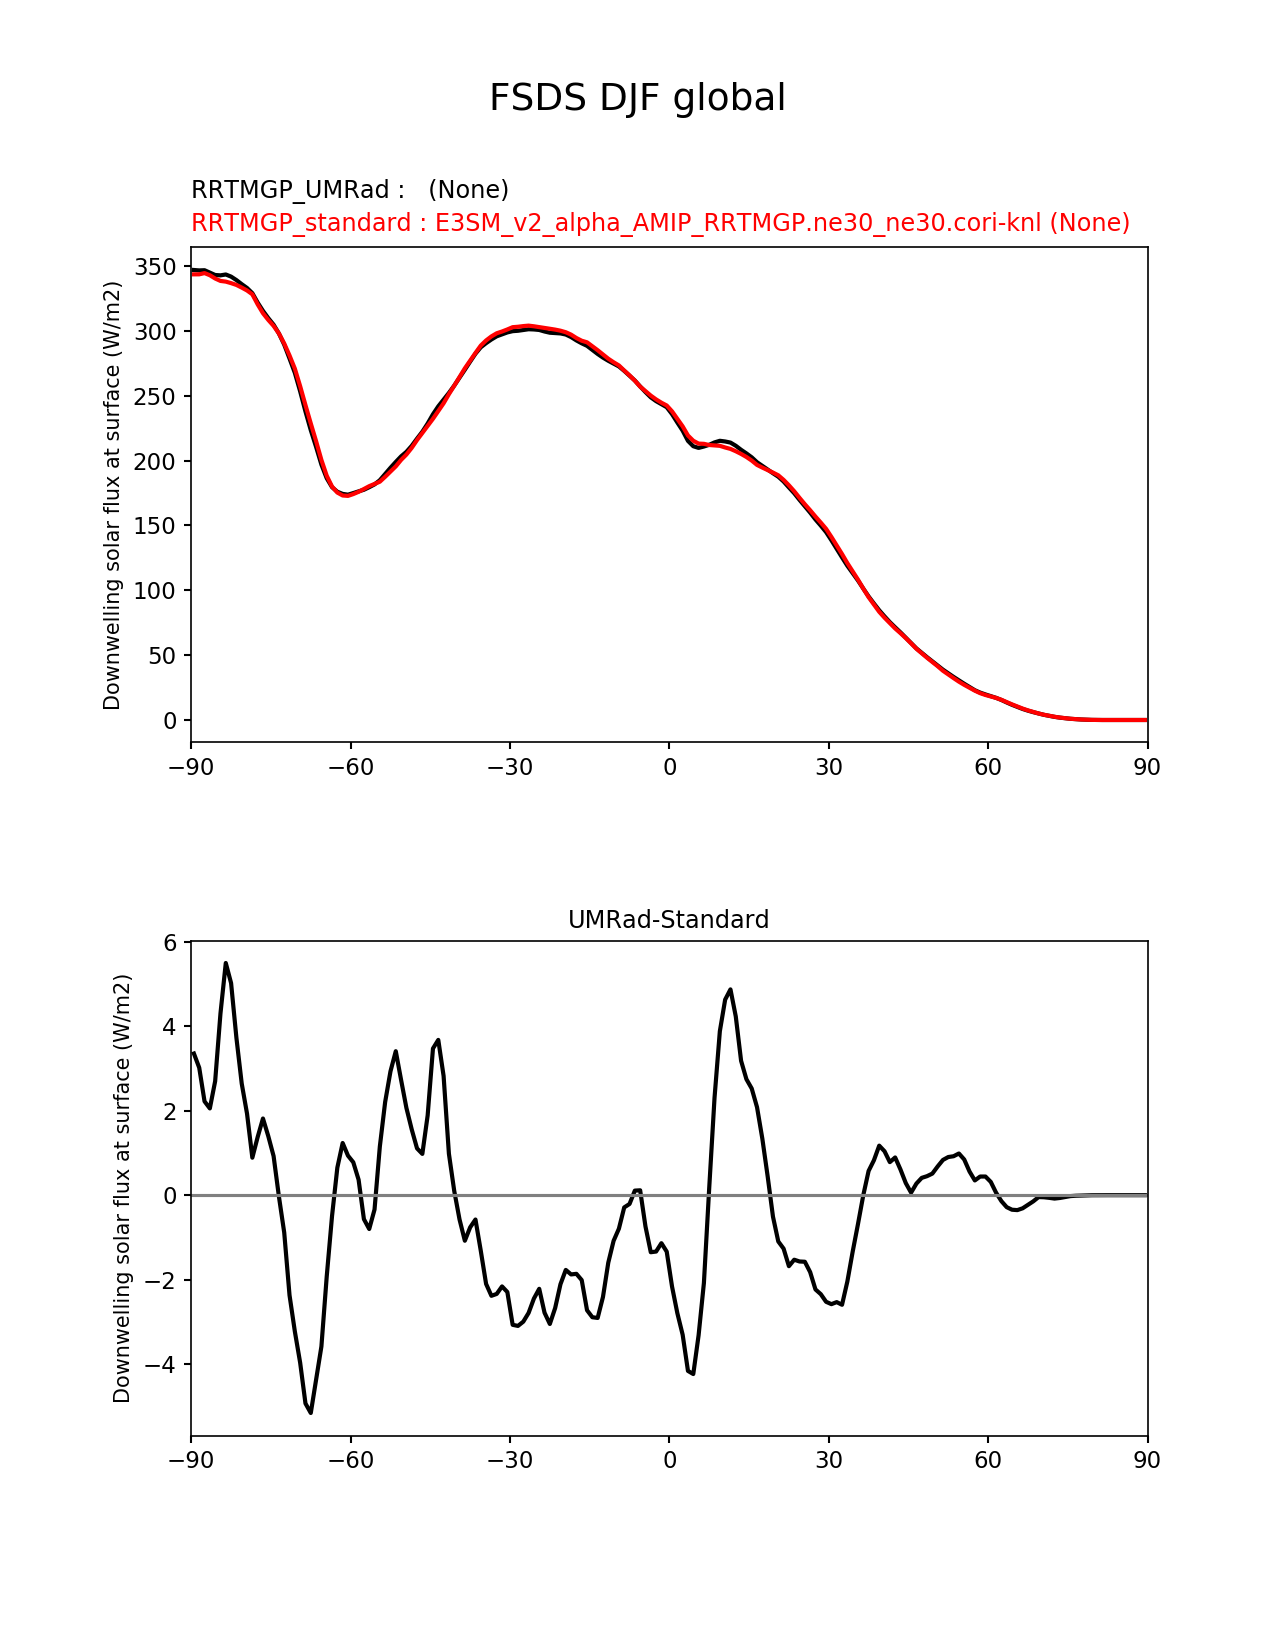 FSDS DJF global
RRTMGP_UMRad :   (None)
RRTMGP_standard : E3SM_v2_alpha_AMIP_RRTMGP.ne30_ne30.cori-knl (None)
Downwelling solar flux at surface (W/m2)
350
300
250
200
150
100
50
0
−90 −60 −30 0 30 60 90
UMRad-Standard
Downwelling solar flux at surface (W/m2)
6
4
2
0
−2
−4
−90 −60 −30 0 30 60 90